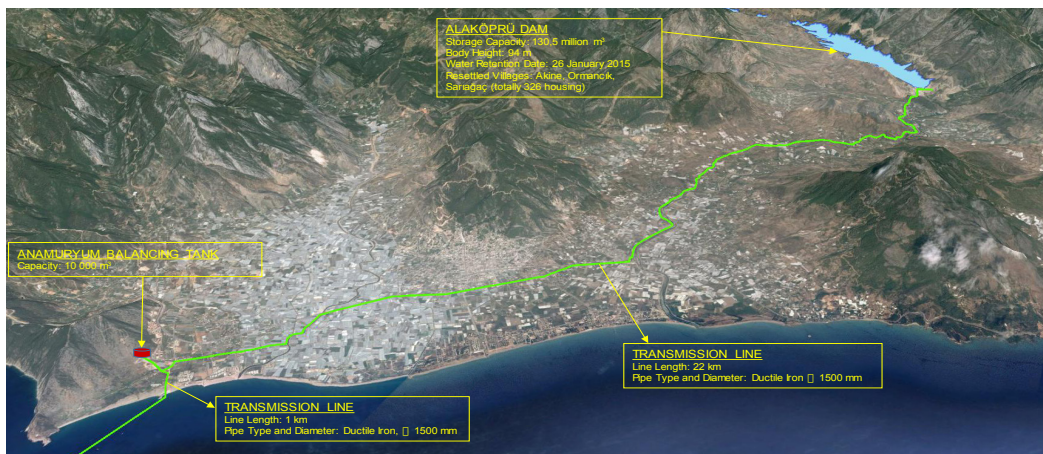 ALAKÖPRÜ DAM
Storage Capacity: 130,5 million m³
Body Height: 94 m
Water Retention Date: 26 January 2015
Resettled Villages: Akine, Ormancık,
Sarıağaç (totally 326 housing)
ANAMURYUM BALANCING TANK
Capacity: 10 000 m³
TRANSMISSION LINE
Line Length: 22 km
Pipe Type and Diameter: Ductile Iron □ 1500 mm
TRANSMISSION LINE
Line Length: 1 km
Pipe Type and Diameter: Ductile Iron, □ 1500 mm